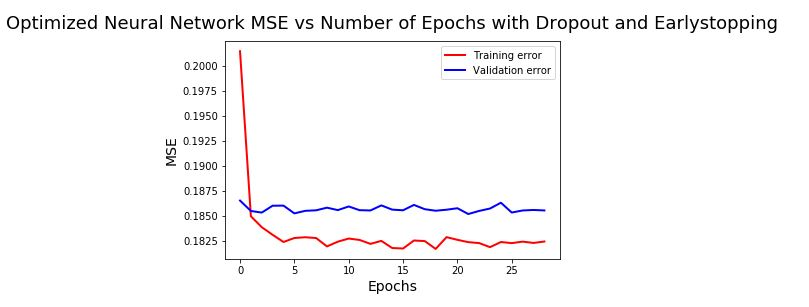 Optimized Neural Network MSE vs Number of Epochs with Dropout and Earlystopping
Training error
Validation error
MSE
0.2000
0.1975
0.1950
0.1925
0.1900
0.1875
0.1850
0.1825
0 5 10 15 20 25
Epochs